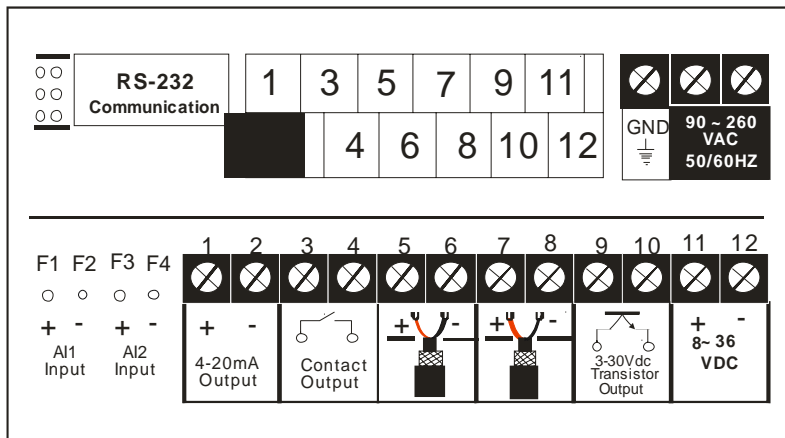 RS-232
Communication
1 3 5 7 9 11
4 6 8 10 12
GND
90 ~ 260
VAC
50/60HZ
F1 F2 F3 F4
1 2 3 4 5 6 7 8 9 10 11 12
+ - + -
AI1
Input
AI2
Input
+ -
4-20mA
Output
Contact
Output
+ -
+ -
3-30Vdc
Transistor
Output
+ -
8~ 36
VDC